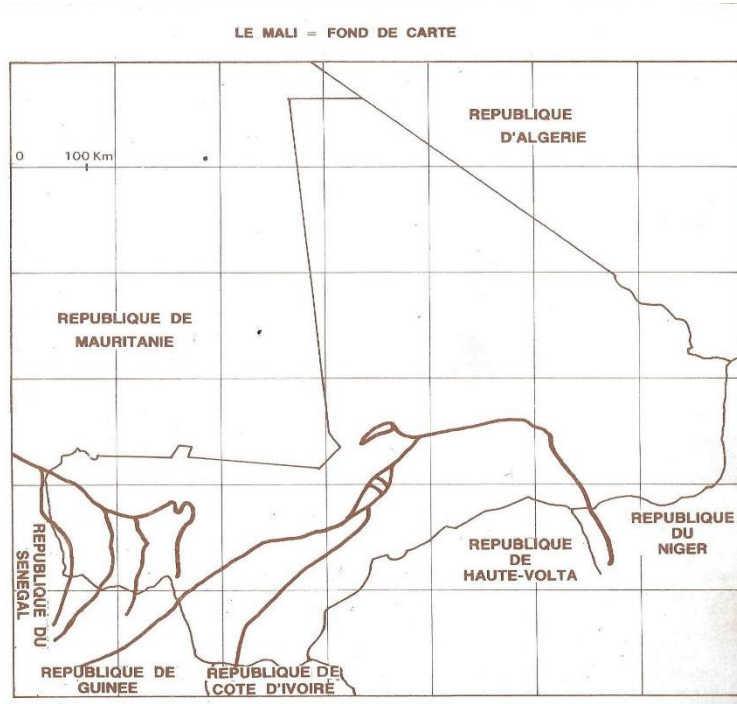 LE MALI = FOND DE CARTE
REPUBLIQUE
D'ALGERIE
0 100 Km
REPUBLIQUE DE
MAURITANIE
REPUBLIQUE DU
SENEGAL
REPUBLIQUE
DE
HAUTE-VOLTA
REPUBLIQUE
DU
NIGER
REPUBLIQUE DE
GUINEE
REPUBLIQUE DE
COTE D'IVOIRE